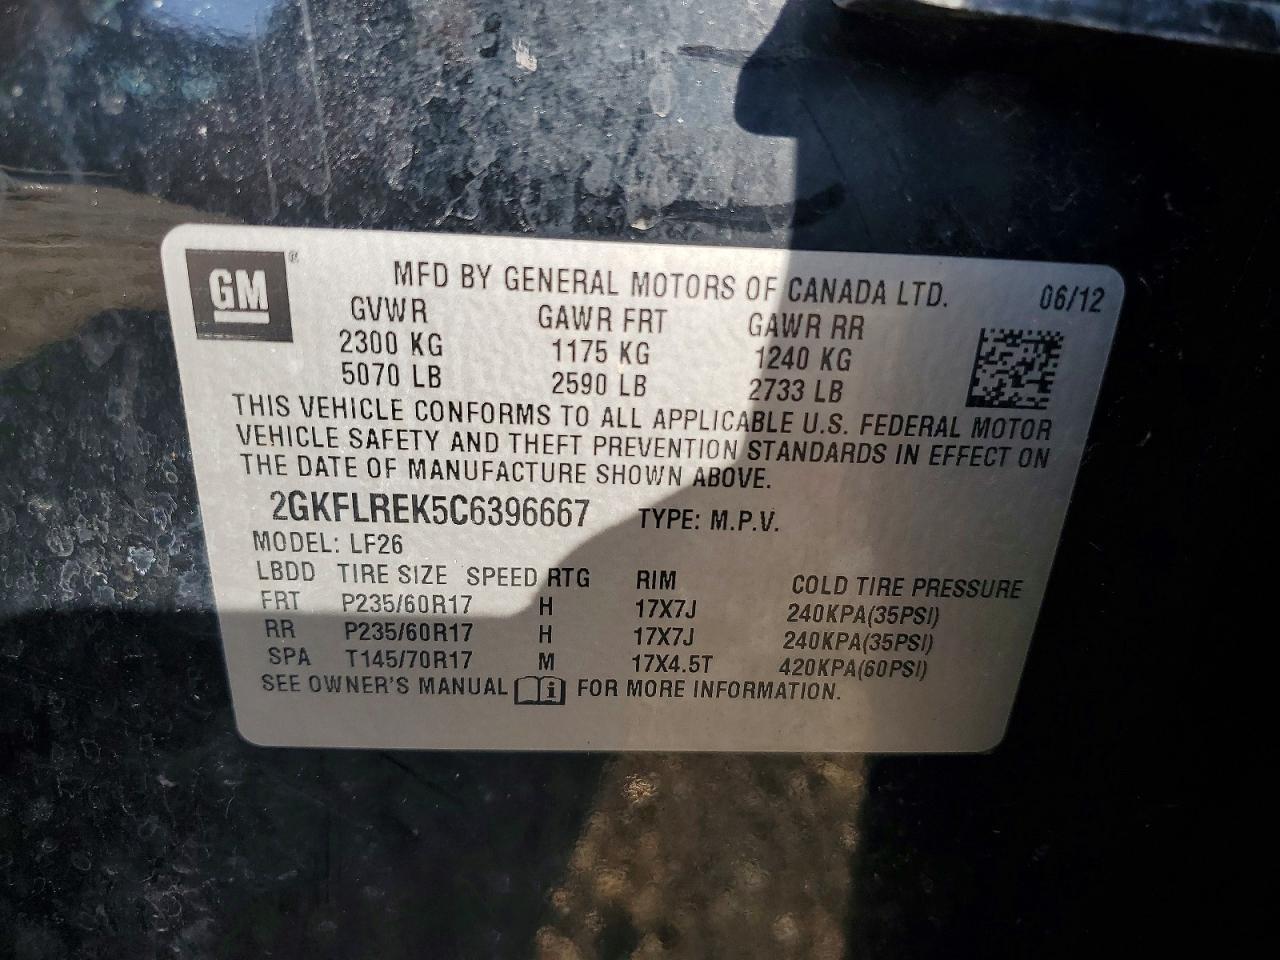 GM®
MFD BY GENERAL MOTORS OF CANADA LTD. 06/12
GVWR GAWR FRT GAWR RR
2300 KG 1175 KG 1240 KG
5070 LB 2590 LB 2733 LB
THIS VEHICLE CONFORMS TO ALL APPLICABLE U.S. FEDERAL MOTOR
VEHICLE SAFETY AND THEFT PREVENTION STANDARDS IN EFFECT ON
THE DATE OF MANUFACTURE SHOWN ABOVE.
2GKFLREK5C6396667 TYPE: M.P.V.
MODEL: LF26
LBDD TIRE SIZE SPEED RTG RIM COLD TIRE PRESSURE
FRT P235/60R17 H 17X7J 240KPA(35PSI)
RR P235/60R17 H 17X7J 240KPA(35PSI)
SPA T145/70R17 M 17X4.5T 420KPA(60PSI)
SEE OWNER'S MANUAL i FOR MORE INFORMATION.